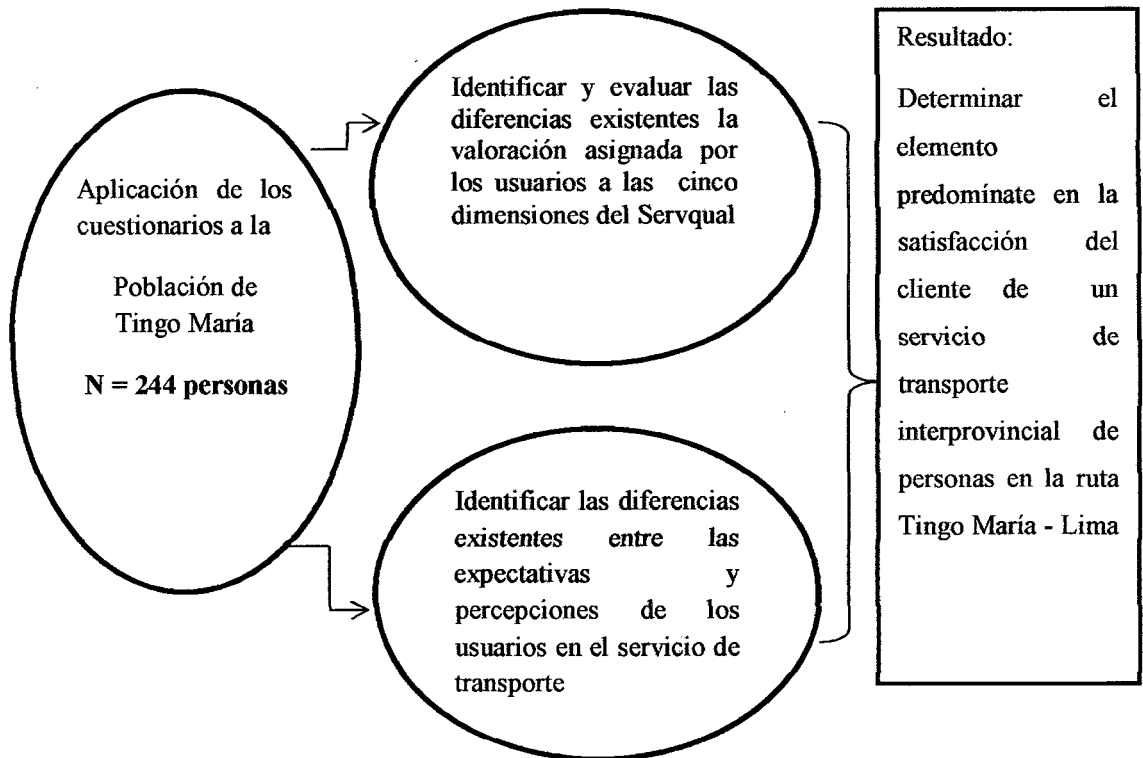 Aplicación de los
cuestionarios a la
Población de
Tingo María
N = 244 personas
Identificar y evaluar las
diferencias existentes la
valoración asignada por
los usuarios a las cinco
dimensiones del Servqual
Identificar las diferencias
existentes entre las
expectativas y
percepciones de los
usuarios en el servicio de
transporte
Resultado:
Determinar el
elemento
predomínate en la
satisfacción del
cliente de un
servicio de
transporte
interprovincial de
personas en la ruta
Tingo María - Lima